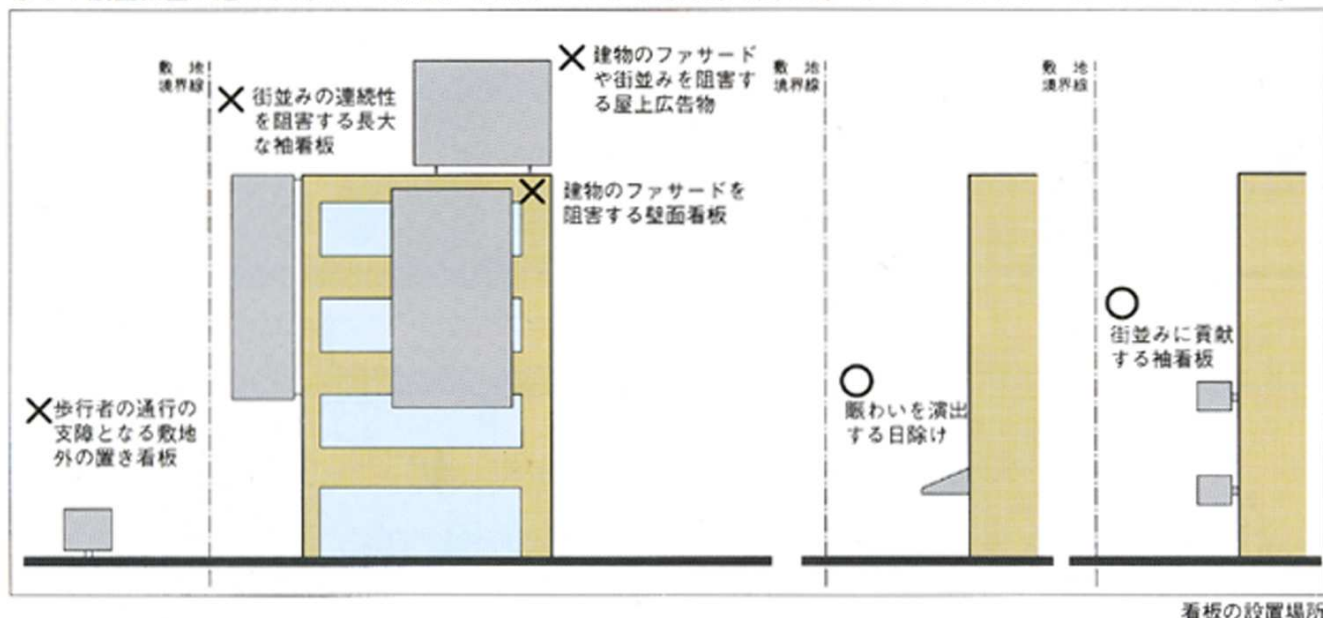 敷地
境界線
× 街並みの連続性
を阻害する長大
な袖看板
× 建物のファサード
や街並みを阻害す
る屋上広告物
× 建物のファサードを
阻害する壁面看板
× 歩行者の通行の
支障となる敷地
外の置き看板
敷地
境界線
○
賑わいを演出
する日除け
敷地
境界線
○
街並みに貢献
する袖看板
看板の設置場所